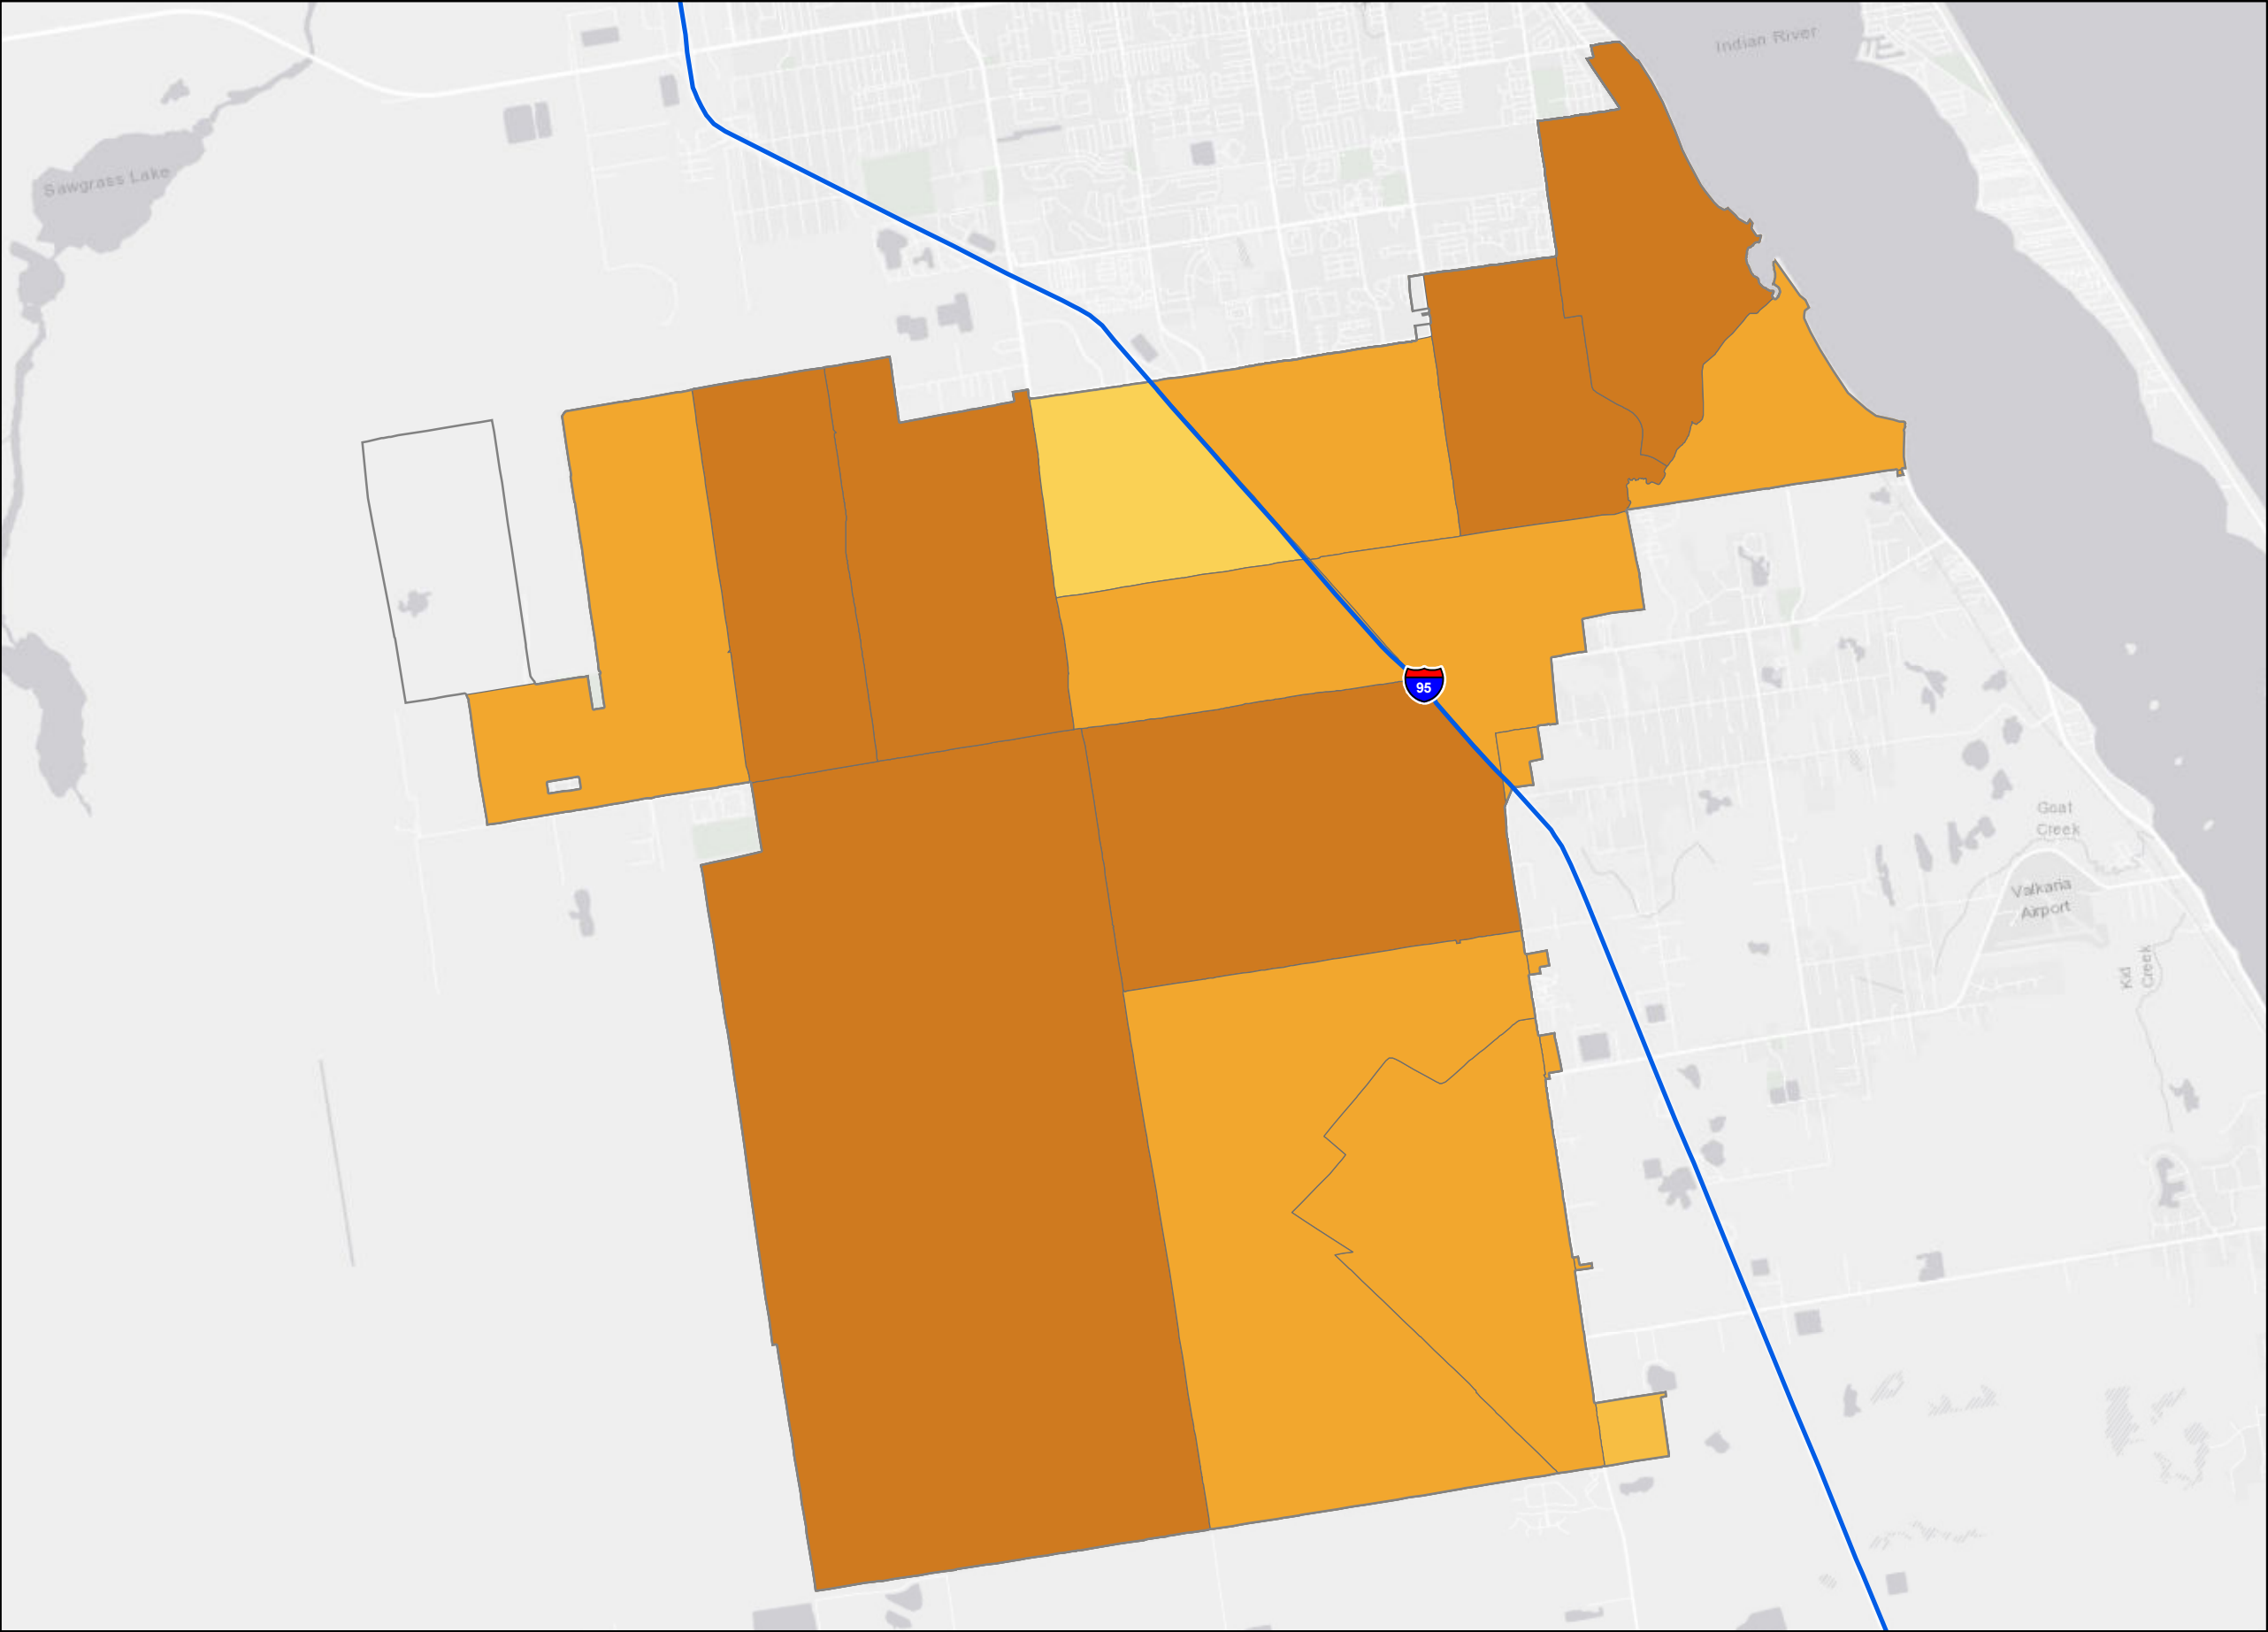 Indian River
Sawgrass Lake
95
Goat
Creek
Valkaria
Airport
Kid
Creek